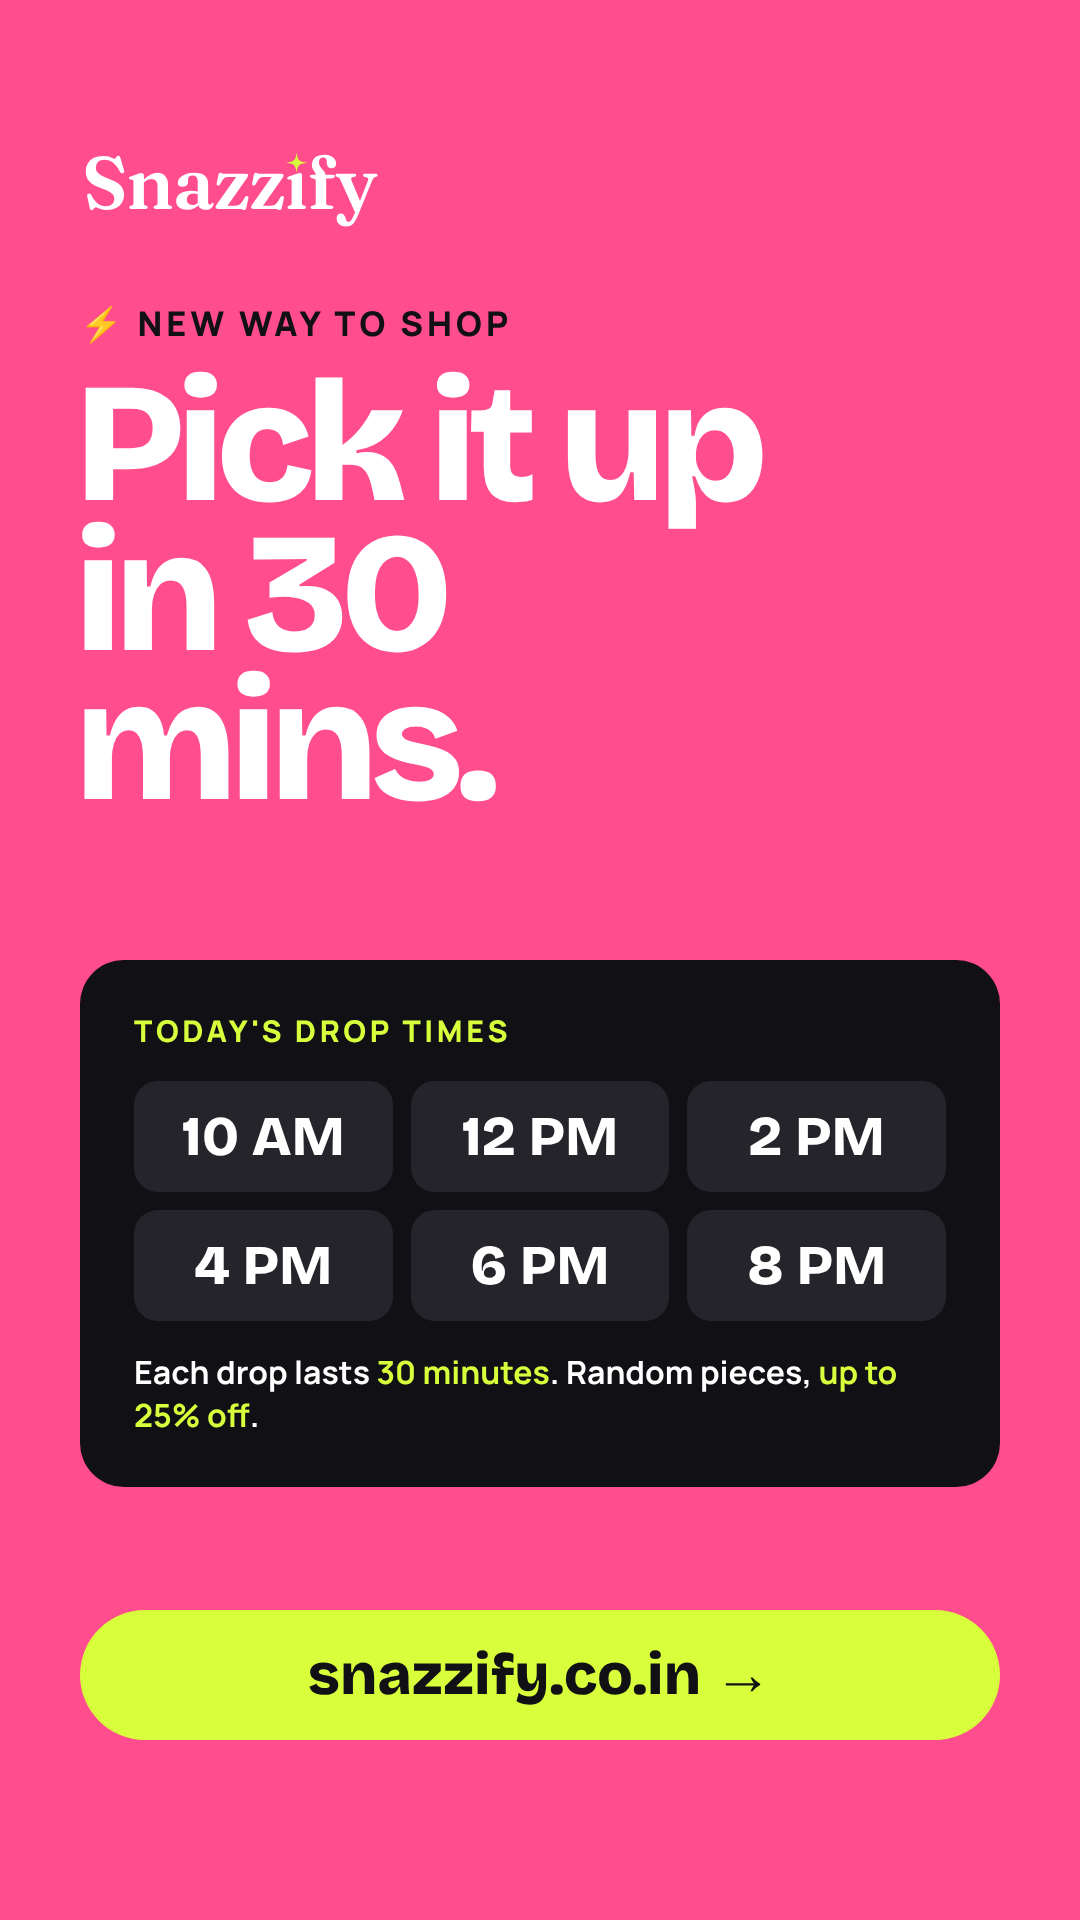 Snazzify
⚡ NEW WAY TO SHOP
Pick it up
in 30
mins.
TODAY'S DROP TIMES
10 AM
12 PM
2 PM
4 PM
6 PM
8 PM
Each drop lasts 30 minutes. Random pieces, up to
25% off.
snazzify.co.in →